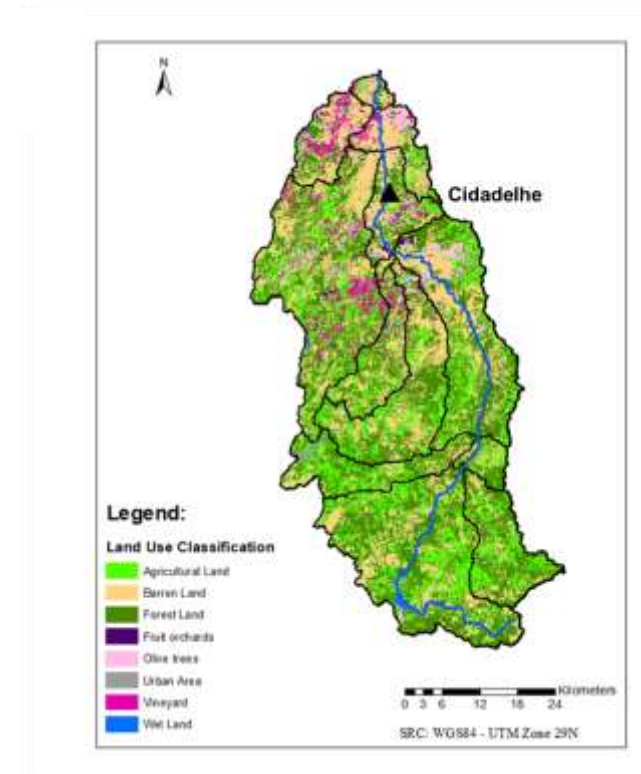 N
Cidadelhe
Legend:
Land Use Classification
Agricultural Land
Barren Land
Forest Land
Fruit orchards
Olive trees
Urban Area
Vineyard
Wet Land
Kilometers
0 3 6 12 18 24
SRC: WGS84 - UTM Zone 29N